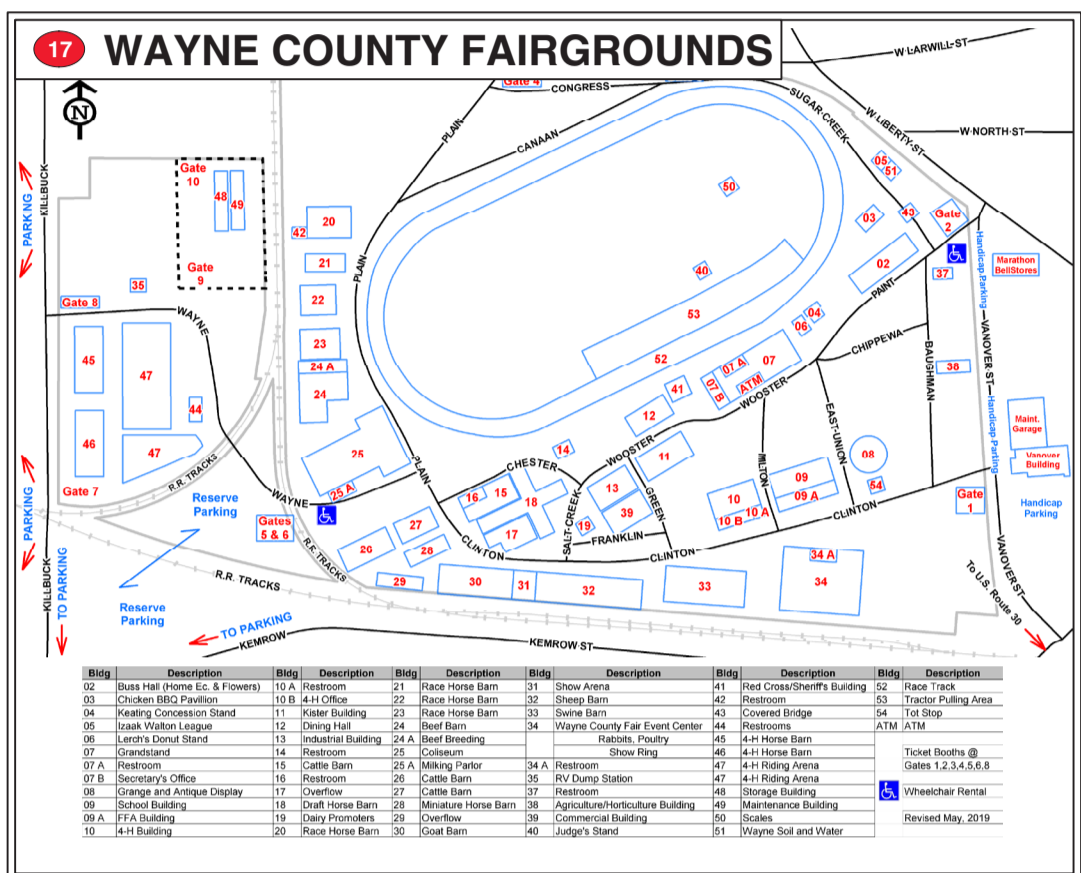 17 WAYNE COUNTY FAIRGROUNDS
W LARWILL ST
Gate 4
CONGRESS
SUGAR CREEK
W LIBERTY ST
W NORTH ST
PLAIN
CANAAN
N
KILLBUCK
PARKING
Gate 10
48
49
Gate 9
05
51
50
43
Gate 2
03
02
42
20
21
22
23
24 A
24
PLAIN
40
53
52
04
06
PAINT
37
Handicap Parking
Marathon
BellStores
35
Gate 8
WAYNE
45
47
44
46
47
Gate 7
R.R. TRACKS
07 A
07
07 B
ATM
41
12
WOOSTER
CHIPPEWA
BAUGHMAN
38
VANOVER ST
Handicap Parting
Maint.
Garage
Vanover
Building
Handicap
Parking
25
25 A
WAYNE
PLAIN
14
CHESTER
WOOSTER
11
MILTON
EAST UNION
08
54
09
09 A
CLINTON
Gate 1
16
15
18
17
13
39
19
SALT CREEK
GREEN
FRANKLIN
10
10 A
10 B
PARKING
Reserve
Parking
Gates
5 & 6
R.R. TRACKS
26
27
28
CLINTON
CLINTON
29
30
31
32
33
34 A
34
VANOVER ST
To U.S. Route 30
KILLBUCK
TO PARKING
R.R. TRACKS
Reserve
Parking
TO PARKING
KEMROW
KEMROW ST
Bldg Description Bldg Description Bldg Description Bldg Description Bldg Description Bldg Description
02 Buss Hall (Home Ec. & Flowers) 10 A Restroom 21 Race Horse Barn 31 Show Arena 41 Red Cross/Sheriff's Building 52 Race Track
03 Chicken BBQ Pavillion 10 B 4-H Office 22 Race Horse Barn 32 Sheep Barn 42 Restroom 53 Tractor Pulling Area
04 Keating Concession Stand 11 Kister Building 23 Race Horse Barn 33 Swine Barn 43 Covered Bridge 54 Tot Stop
05 Izaak Walton League 12 Dining Hall 24 Beef Barn 34 Wayne County Fair Event Center 44 Restrooms ATM ATM
06 Lerch's Donut Stand 13 Industrial Building 24 A Beef Breeding Rabbits, Poultry 45 4-H Horse Barn
07 Grandstand 14 Restroom 25 Coliseum Show Ring 46 4-H Horse Barn Ticket Booths @
07 A Restroom 15 Cattle Barn 25 A Milking Parlor 34 A Restroom 47 4-H Riding Arena Gates 1,2,3,4,5,6,8
07 B Secretary's Office 16 Restroom 26 Cattle Barn 35 RV Dump Station 47 4-H Riding Arena
08 Grange and Antique Display 17 Overflow 27 Cattle Barn 37 Restroom 48 Storage Building Wheelchair Rental
09 School Building 18 Draft Horse Barn 28 Miniature Horse Barn 38 Agriculture/Horticulture Building 49 Maintenance Building
09 A FFA Building 19 Dairy Promoters 29 Overflow 39 Commercial Building 50 Scales Revised May, 2019
10 4-H Building 20 Race Horse Barn 30 Goat Barn 40 Judge's Stand 51 Wayne Soil and Water